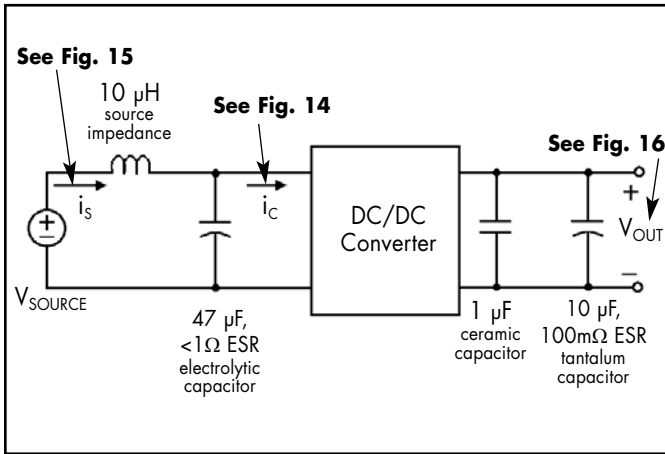 See Fig. 15
10 µH
source
impedance
See Fig. 14
See Fig. 16
iS
iC
DC/DC
Converter
+
VOUT
−
+
−
VSOURCE
47 µF,
<1Ω ESR
electrolytic
capacitor
1 µF
ceramic
capacitor
10 µF,
100mΩ ESR
tantalum
capacitor